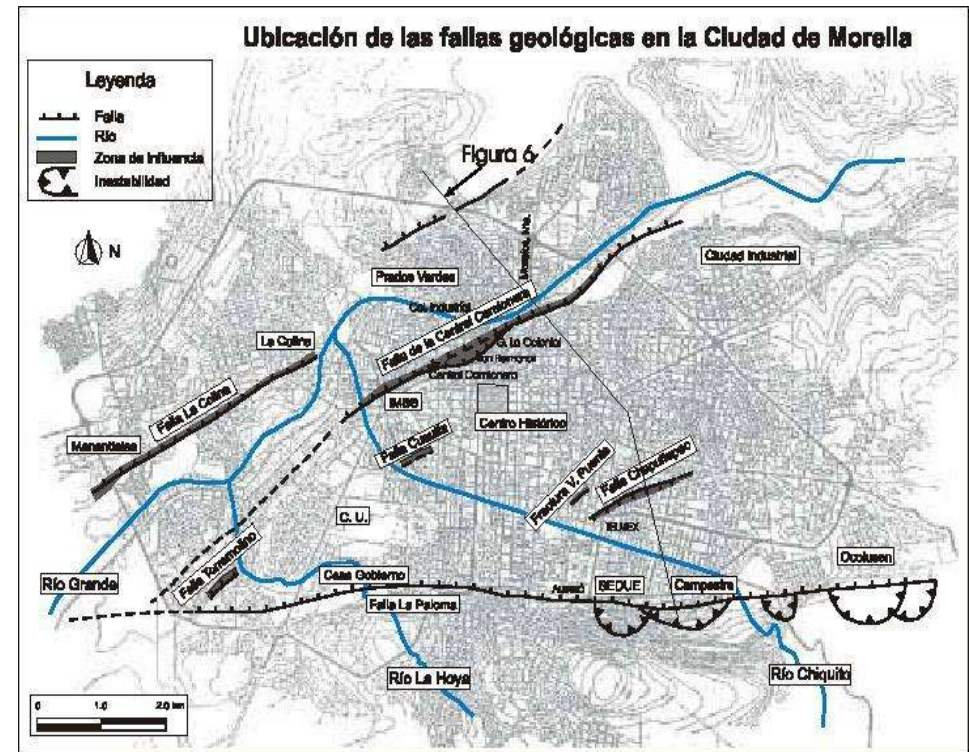 Ubicación de las fallas geológicas en la Ciudad de Morelia
Leyenda
Falla
Río
Zona de Influencia
Inestabilidad
N
Figura 6
Prados Verdes
Col. Industrial
Ciudad Industrial
La Colina
Falla de la Central Camionera
Central Camionera
IMSS
Falla La Colina
Manantiales
Centro Histórico
Falla Cuautla
Fractura V. Puente
Falla Chapultepec
TELMEX
C. U.
Falla Torremolino
Río Grande
Casa Gobierno
Falla La Paloma
SEDUE
Campestre
Ocolusen
Río La Hoya
Río Chiquito
0 1.0 2.0 km